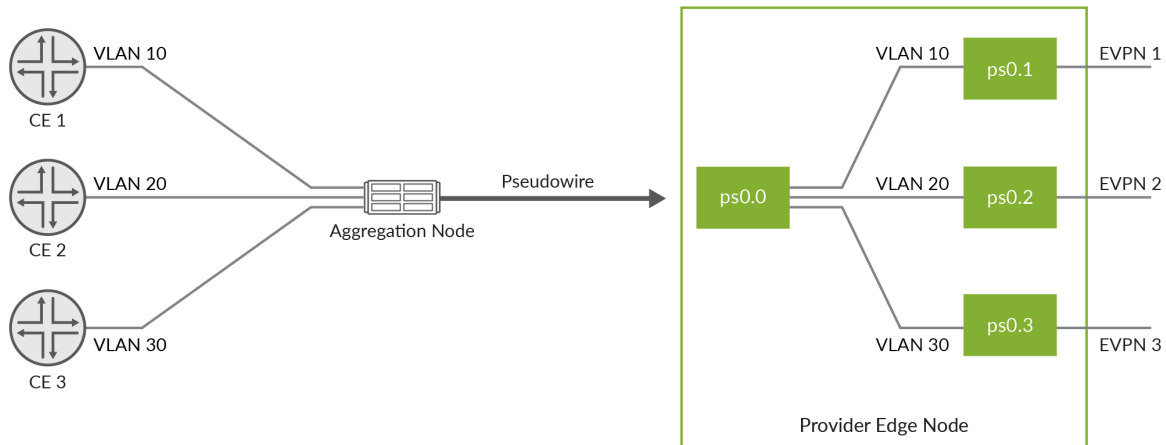 VLAN 10
CE 1
VLAN 20
CE 2
VLAN 30
CE 3
Aggregation Node
Pseudowire
ps0.0
VLAN 10
ps0.1
EVPN 1
VLAN 20
ps0.2
EVPN 2
VLAN 30
ps0.3
EVPN 3
Provider Edge Node